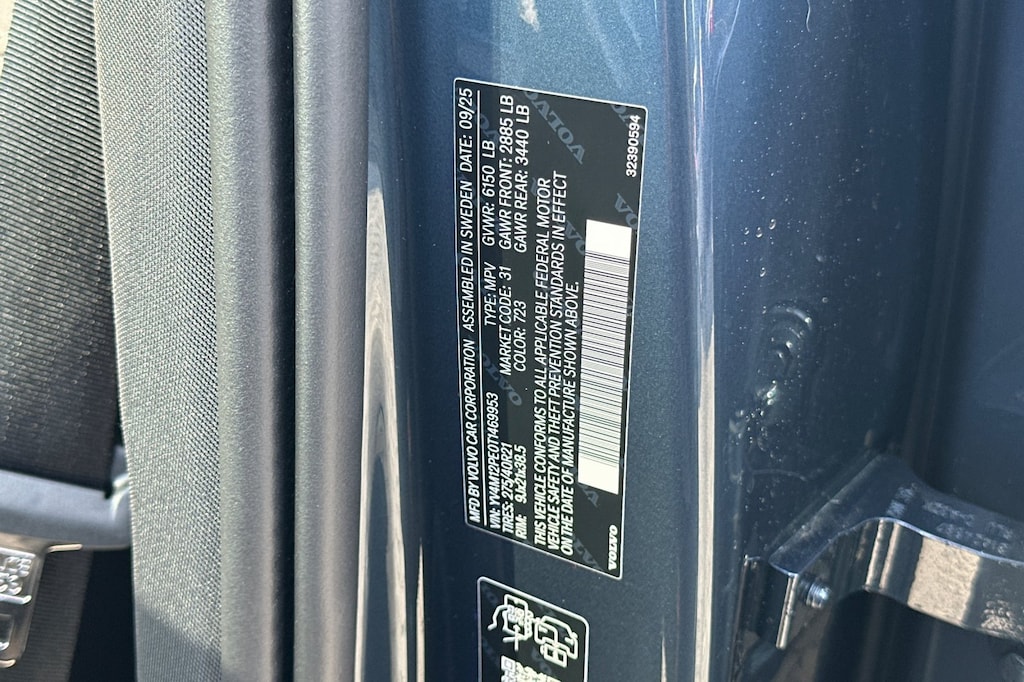 MFD BY VOLVO CAR CORPORATION ASSEMBLED IN SWEDEN DATE: 09/25
VIN: YV4M12PE0T1469953 TYPE: MPV GVWR: 6150 LB
TIRES: 275/40R21 MARKET CODE: 31 GAWR FRONT: 2885 LB
RIM: 9Jx21x38.5 COLOR: 723 GAWR REAR: 3440 LB
THIS VEHICLE CONFORMS TO ALL APPLICABLE FEDERAL MOTOR
VEHICLE SAFETY AND THEFT PREVENTION STANDARDS IN EFFECT
ON THE DATE OF MANUFACTURE SHOWN ABOVE.
VOLVO
32390594